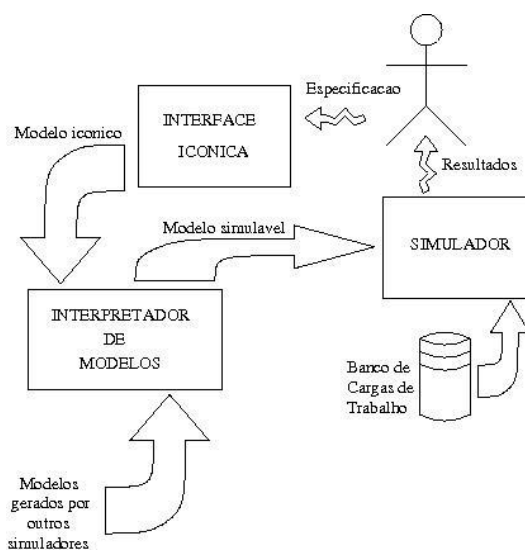 Especificacao
INTERFACE
ICONICA
Modelo iconico
Resultados
Modelo simulavel
SIMULADOR
INTERPRETADOR
DE
MODELOS
Banco de
Cargas de
Trabalho
Modelos
gerados por
outros
simuladores